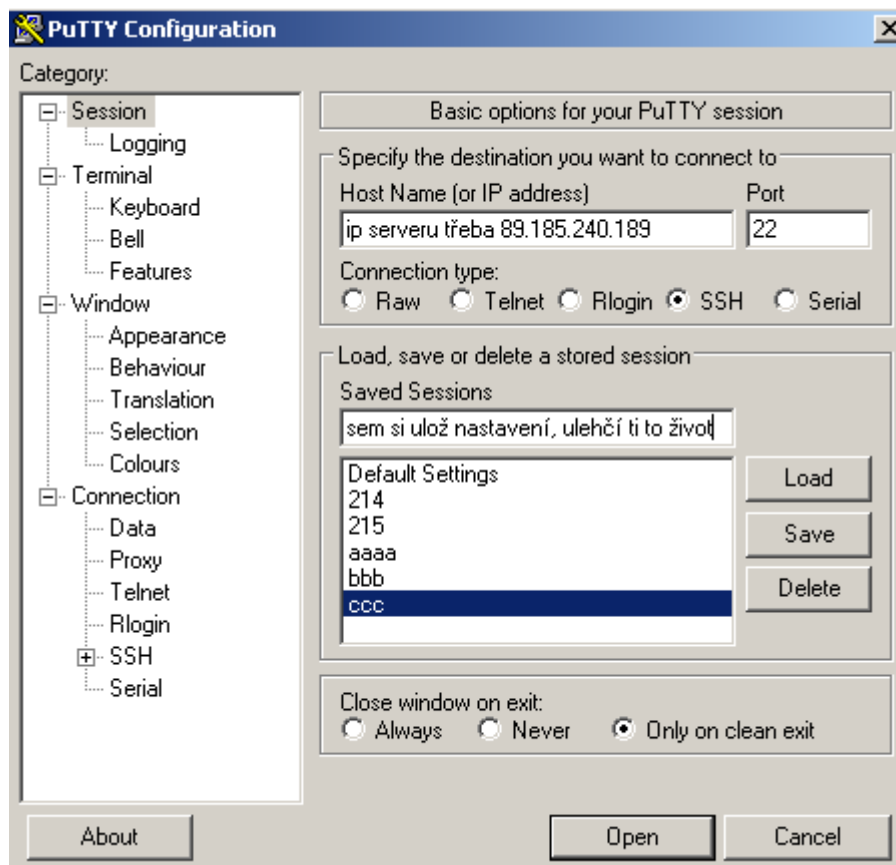 PuTTY Configuration
Category:
Session
Logging
Terminal
Keyboard
Bell
Features
Window
Appearance
Behaviour
Translation
Selection
Colours
Connection
Data
Proxy
Telnet
Rlogin
SSH
Serial
Basic options for your PuTTY session
Specify the destination you want to connect to
Host Name (or IP address) Port
ip serveru třeba 89.185.240.189 22
Connection type:
Raw Telnet Rlogin SSH Serial
Load, save or delete a stored session
Saved Sessions
sem si ulož nastavení, ulehčí ti to život
Default Settings
214
215
aaaa
bbb
ccc
Load
Save
Delete
Close window on exit:
Always Never Only on clean exit
About Open Cancel